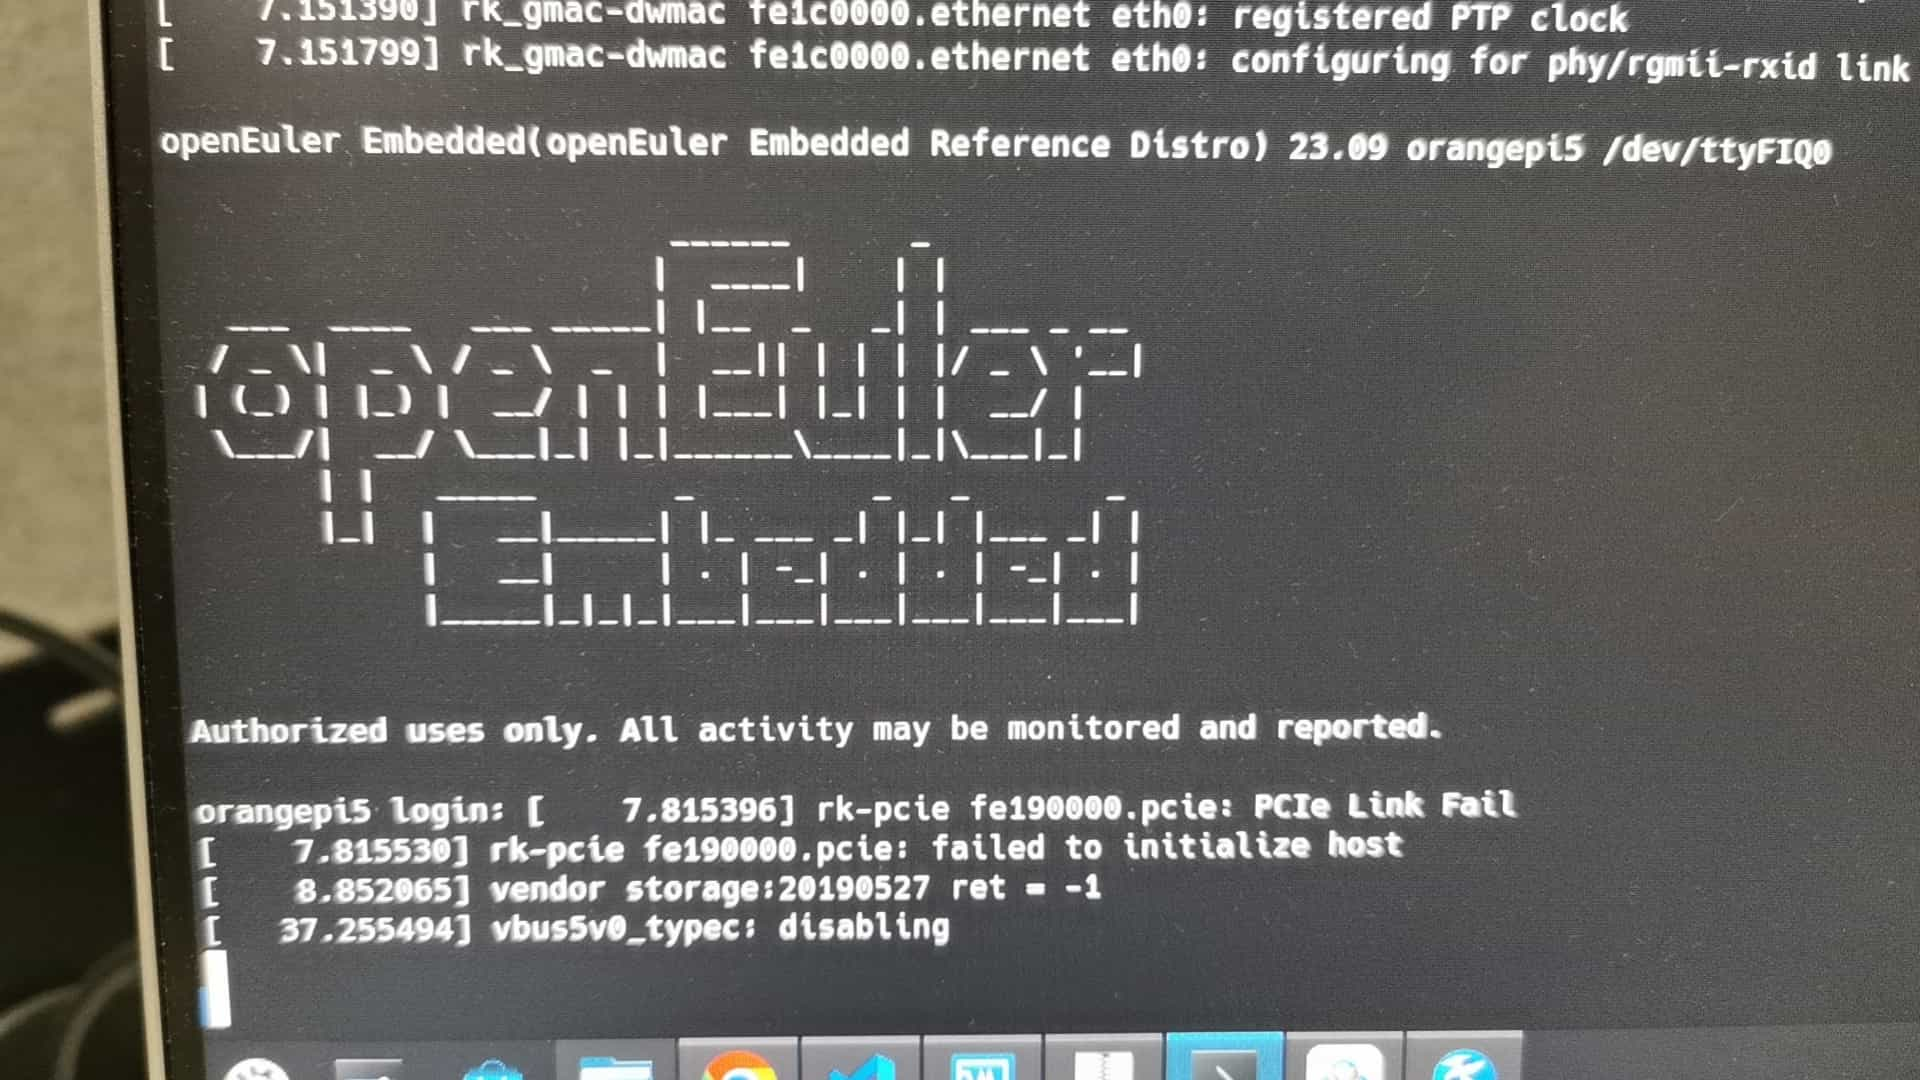 [    7.151390] rk_gmac-dwmac fe1c0000.ethernet eth0: registered PTP clock
[    7.151799] rk_gmac-dwmac fe1c0000.ethernet eth0: configuring for phy/rgmii-rxid link
openEuler Embedded(openEuler Embedded Reference Distro) 23.09 orangepi5 /dev/ttyFIQ0
openEuler
Embedded
Authorized uses only. All activity may be monitored and reported.
orangepi5 login: [    7.815396] rk-pcie fe190000.pcie: PCIe Link Fail
[    7.815530] rk-pcie fe190000.pcie: failed to initialize host
[    8.852065] vendor storage:20190527 ret = -1
[   37.255494] vbus5v0_typec: disabling